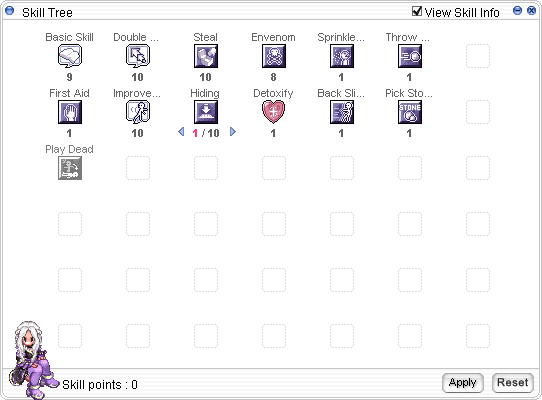 Skill Tree View Skill Info
Basic Skill Double ... Steal Envenom Sprinkle... Throw ...
9 10 10 8 1 1
First Aid Improve... Hiding Detoxify Back Sli... Pick Sto...
STONE
1 10 1 / 10 1 1 1
Play Dead
Skill points : 0 Apply Reset